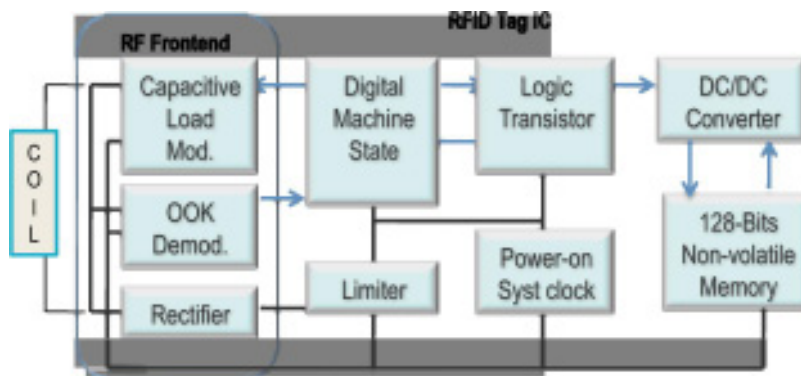 RFID Tag IC
RF Frontend
Capacitive
Load
Mod.
Digital
Machine
State
Logic
Transistor
DC/DC
Converter
COIL
OOK
Demod.
128-Bits
Non-volatile
Memory
Power-on
Syst clock
Limiter
Rectifier